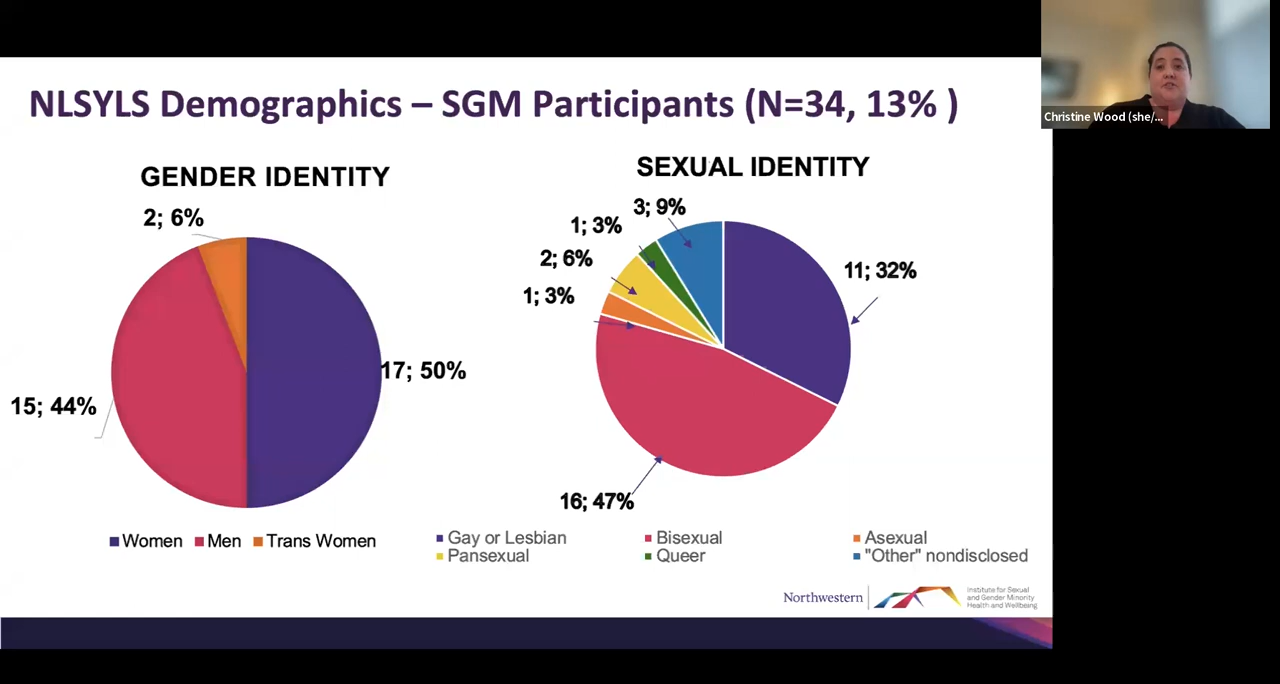 NLSYLS Demographics – SGM Participants (N=34, 13% )
Christine Wood (she/...
GENDER IDENTITY
2; 6%
17; 50%
15; 44%
Women Men Trans Women
SEXUAL IDENTITY
3; 9%
1; 3%
2; 6%
1; 3%
11; 32%
16; 47%
Gay or Lesbian Bisexual Asexual
Pansexual Queer "Other" nondisclosed
Northwestern
Institute for Sexual
and Gender Minority
Health and Wellbeing